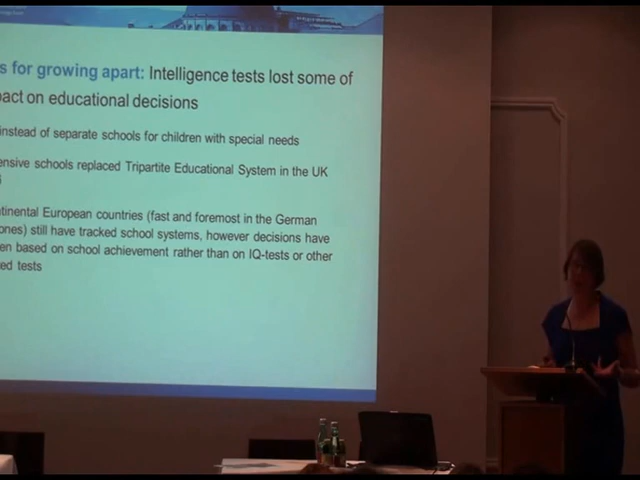 s for growing apart: Intelligence tests lost some of
pact on educational decisions
instead of separate schools for children with special needs
ensive schools replaced Tripartite Educational System in the UK
ntinental European countries (fast and foremost in the German
ones) still have tracked school systems, however decisions have
en based on school achievement rather than on IQ-tests or other
ed tests